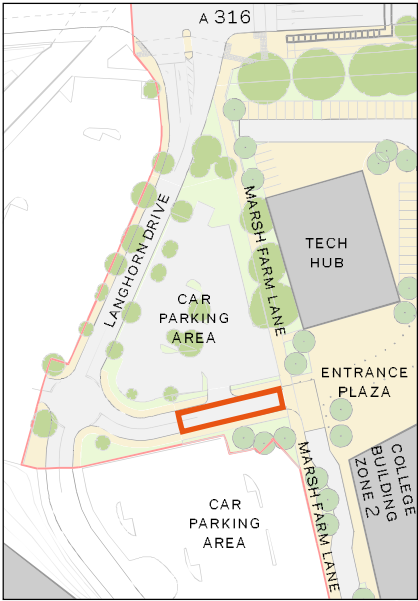 A 316
LANGHORN DRIVE
MARSH FARM LANE
TECH
HUB
CAR
PARKING
AREA
ENTRANCE
PLAZA
COLLEGE
BUILDING
ZONE 2
MARSH FARM LANE
CAR
PARKING
AREA